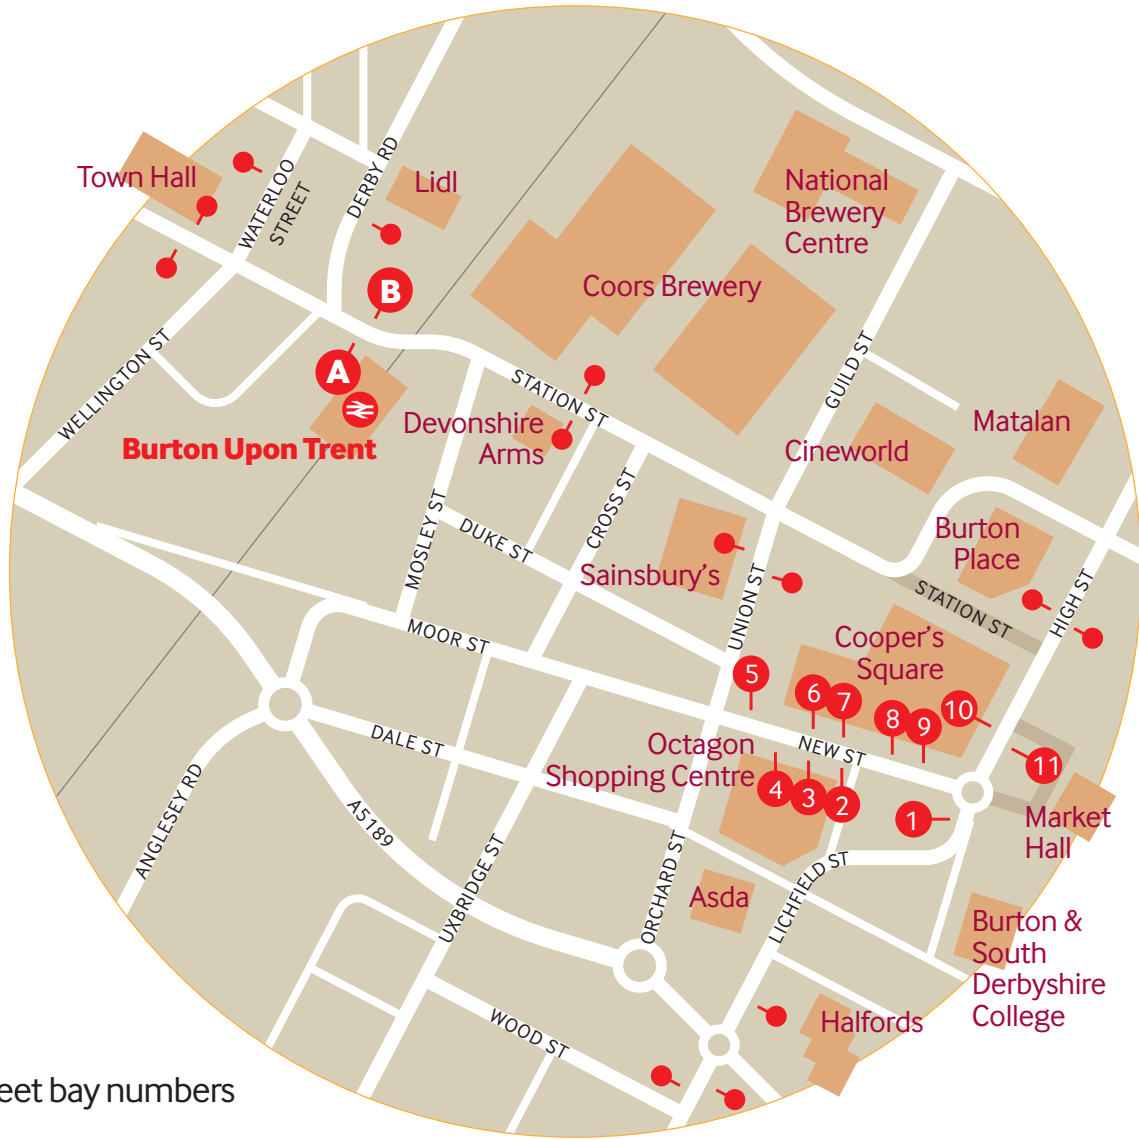 Town Hall
WATERLOO
STREET
DERBY RD
Lidl
National
Brewery
Centre
B
Coors Brewery
WELLINGTON ST
A
Burton Upon Trent
STATION ST
Devonshire
Arms
GUILD ST
Matalan
Cineworld
MOSLEY ST
DUKE ST
CROSS ST
Sainsbury's
UNION ST
Burton
Place
STATION ST
HIGH ST
MOOR ST
Cooper's
Square
5
6
7
8
9
10
11
NEW ST
Octagon
Shopping Centre
4
3
2
1
Market
Hall
DALE ST
ANGLESEY RD
A5189
UXBRIDGE ST
ORCHARD ST
LICHFIELD ST
Asda
Burton &
South
Derbyshire
College
Halfords
WOOD ST
eet bay numbers